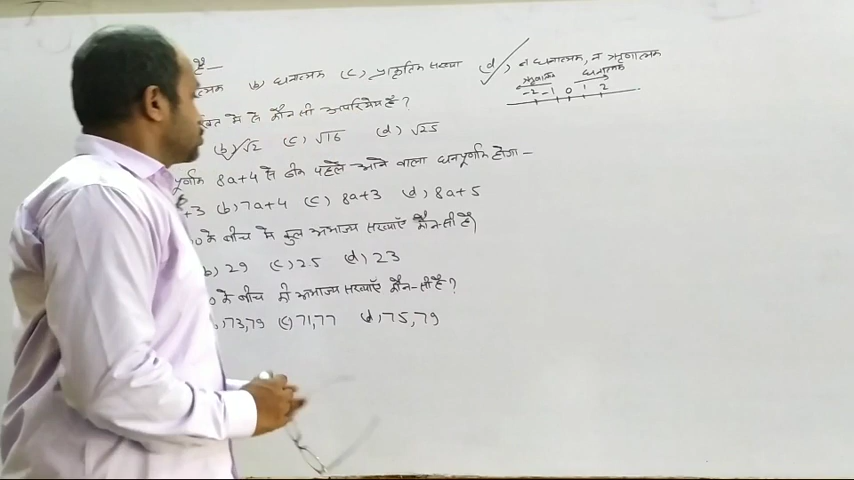 है—
त्मक (b) धनात्मक (c) प्राकृतिक संख्या (d) न धनात्मक, न ऋणात्मक
ऋणात्मक धनात्मक
-2 -1 0 1 2
में से कौन सी अपरिमेय है?
(b) √2 (c) √16 (d) √25
पूर्णांक 8a+4 से ठीक पहले आने वाला धनपूर्णांक होगा—
+3 (b) 7a+4 (c) 8a+3 (d) 8a+5
0 के बीच में कुल अभाज्य संख्याएँ कौन-सी है)
b) 29 (c) 25 (d) 23
0 के बीच की अभाज्य संख्याएँ कौन-सी है?
73,79 (c) 71,77 (d) 75,79